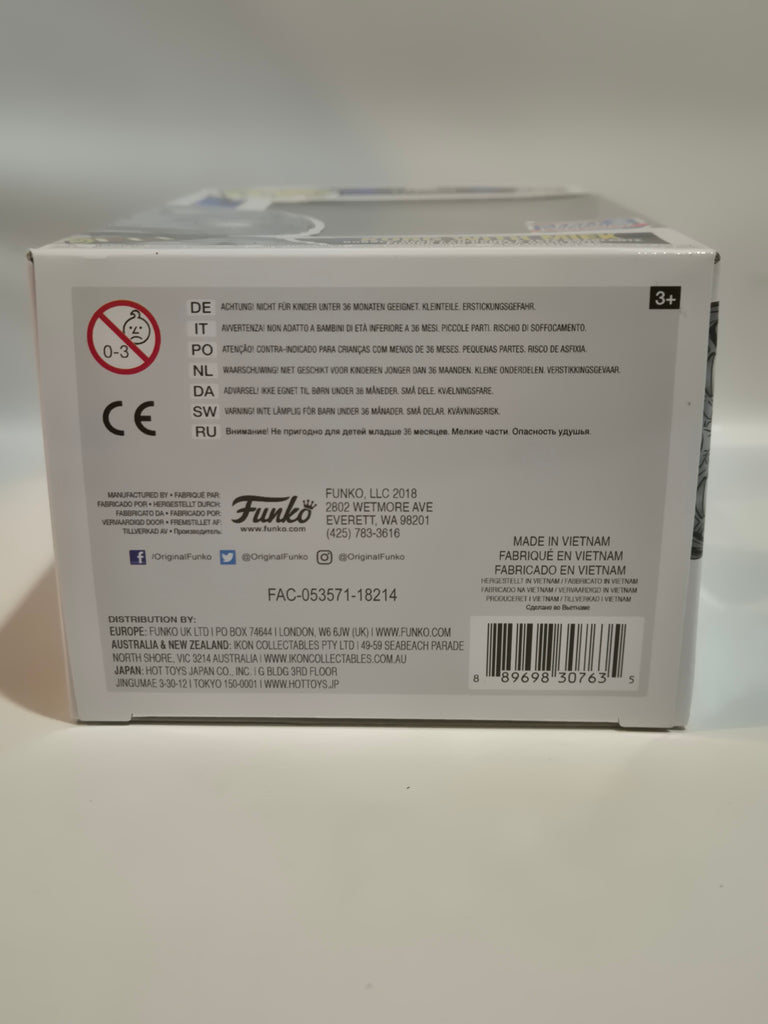 3+
0-3
DE ACHTUNG! NICHT FÜR KINDER UNTER 36 MONATEN GEEIGNET. KLEINTEILE. ERSTICKUNGSGEFAHR.
IT AVVERTENZA! NON ADATTO A BAMBINI DI ETÀ INFERIORE A 36 MESI. PICCOLE PARTI. RISCHIO DI SOFFOCAMENTO.
PO ATENÇÃO! CONTRA-INDICADO PARA CRIANÇAS COM MENOS DE 36 MESES. PEQUENAS PARTES. RISCO DE ASFIXIA.
NL WAARSCHUWING! NIET GESCHIKT VOOR KINDEREN JONGER DAN 36 MAANDEN. KLEINE ONDERDELEN. VERSTIKKINGSGEVAAR.
DA ADVARSEL! IKKE EGNET TIL BØRN UNDER 36 MÅNEDER. SMÅ DELE. KVÆLNINGSFARE.
SW VARNING! INTE LÄMPLIG FÖR BARN UNDER 36 MÅNADER. SMÅ DELAR. KVÄVNINGSRISK.
RU Внимание! Не пригодно для детей младше 36 месяцев. Мелкие части. Опасность удушья.
CE
MANUFACTURED BY • FABRIQUÉ PAR:
FABRICADO POR • HERGESTELLT DURCH:
FABBRICATO DA • FABRICADO POR:
VERVAARDIGD DOOR • FREMSTILLET AF:
TILLVERKAD AV • Производитель:
Funko
www.funko.com
FUNKO, LLC 2018
2802 WETMORE AVE
EVERETT, WA 98201
(425) 783-3616
/OriginalFunko @OriginalFunko @OriginalFunko
FAC-053571-18214
MADE IN VIETNAM
FABRIQUÉ EN VIETNAM
FABRICADO EN VIETNAM
HERGESTELLT IN VIETNAM / FABBRICATO IN VIETNAM
FABRICADO NA VIETNAM / VERVAARDIGD IN VIETNAM
PRODUCERET I VIETNAM / TILLVERKAD I VIETNAM
Сделано во Вьетнаме
DISTRIBUTION BY:
EUROPE: FUNKO UK LTD | PO BOX 74644 | LONDON, W6 6JW (UK) | WWW.FUNKO.COM
AUSTRALIA & NEW ZEALAND: IKON COLLECTABLES PTY LTD | 49-59 SEABEACH PARADE
NORTH SHORE, VIC 3214 AUSTRALIA | WWW.IKONCOLLECTABLES.COM.AU
JAPAN: HOT TOYS JAPAN CO., INC. | G BLDG 3RD FLOOR
JINGUMAE 3-30-12 | TOKYO 150-0001 | WWW.HOTTOYS.JP
8 89698 30763 5